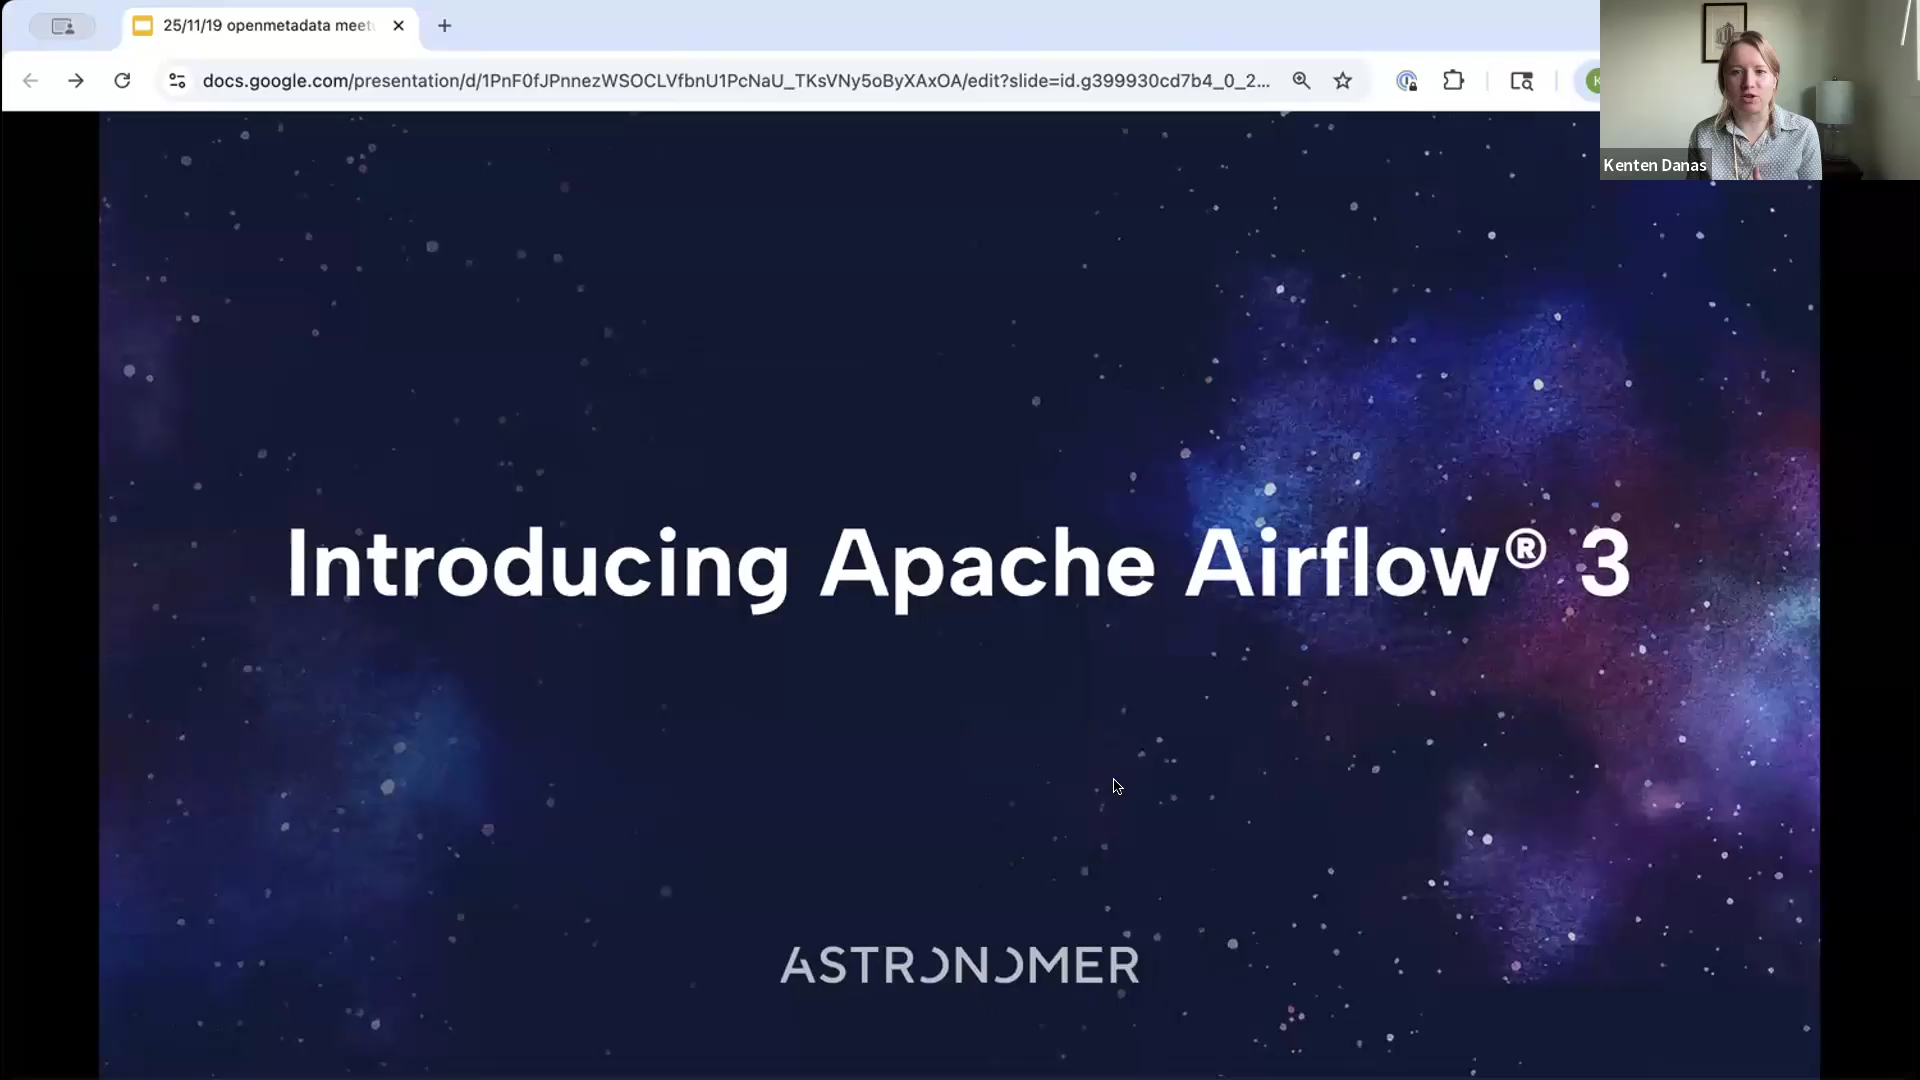 25/11/19 openmetadata meet
docs.google.com/presentation/d/1PnF0fJPnnezWSOCLVfbnU1PcNaU_TKsVNy5oByXAxOA/edit?slide=id.g399930cd7b4_0_2...
K
Kenten Danas
Introducing Apache Airflow® 3
ASTRONOMER